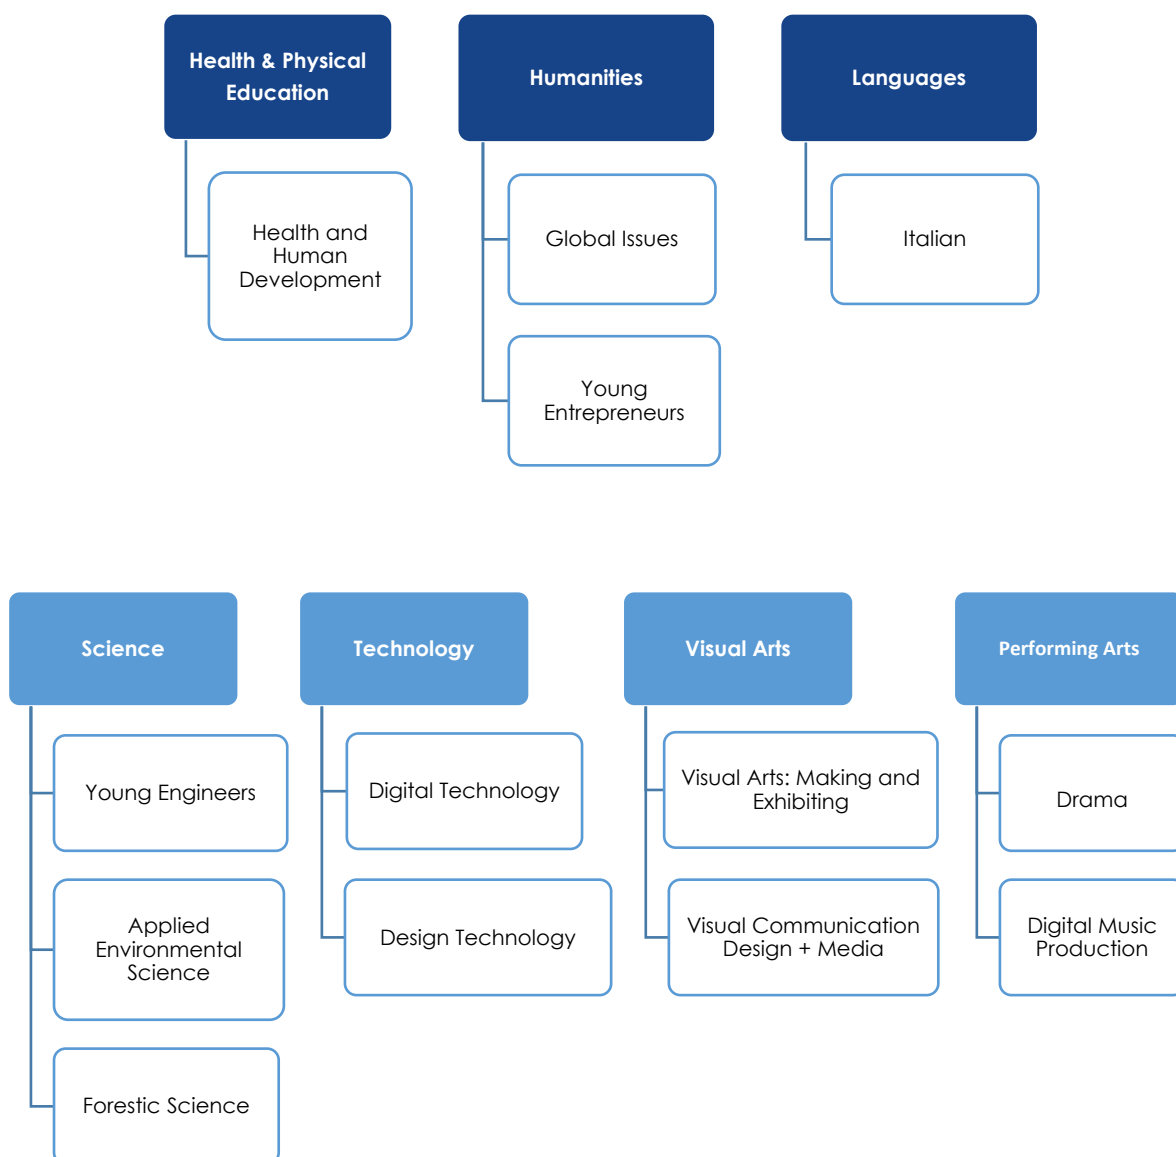 Health & Physical
Education
Health and
Human
Development
Humanities
Global Issues
Young
Entrepreneurs
Languages
Italian
Science
Young Engineers
Applied
Environmental
Science
Forestic Science
Technology
Digital Technology
Design Technology
Visual Arts
Visual Arts: Making and
Exhibiting
Visual Communication
Design + Media
Performing Arts
Drama
Digital Music
Production